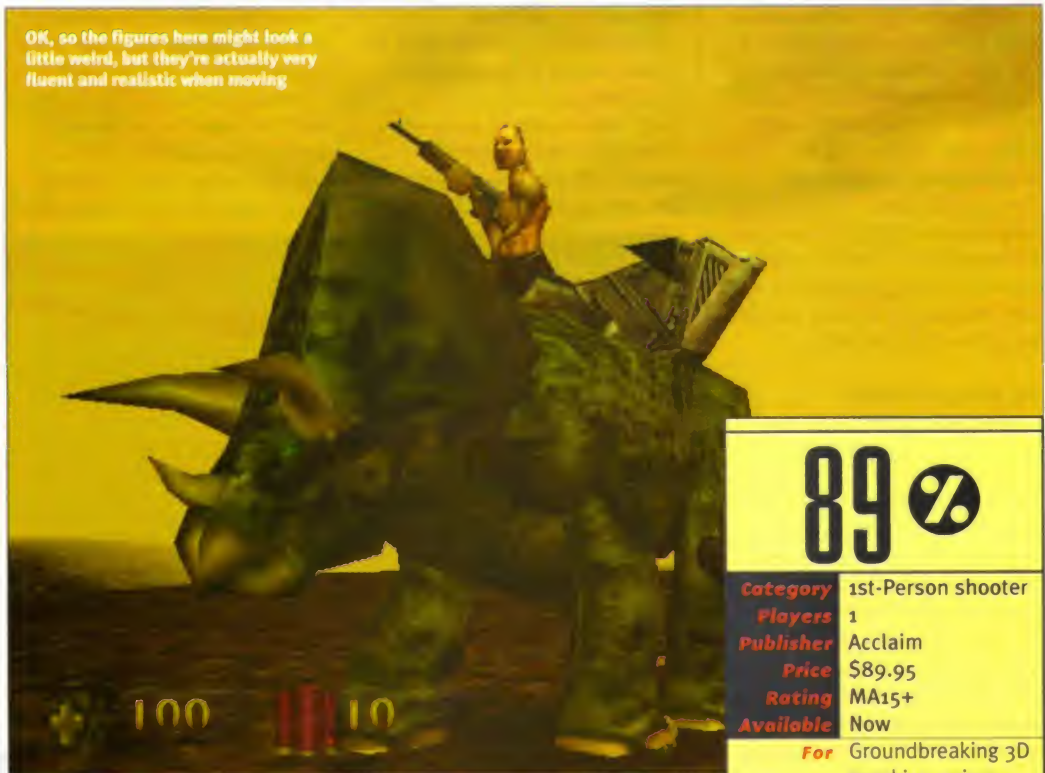 OK, so the figures here might look a
little weird, but they're actually very
fluent and realistic when moving
100 10
89 %
Category 1st-Person shooter
Players 1
Publisher Acclaim
Price $89.95
Rating MA15+
Available Now
For Groundbreaking 3D